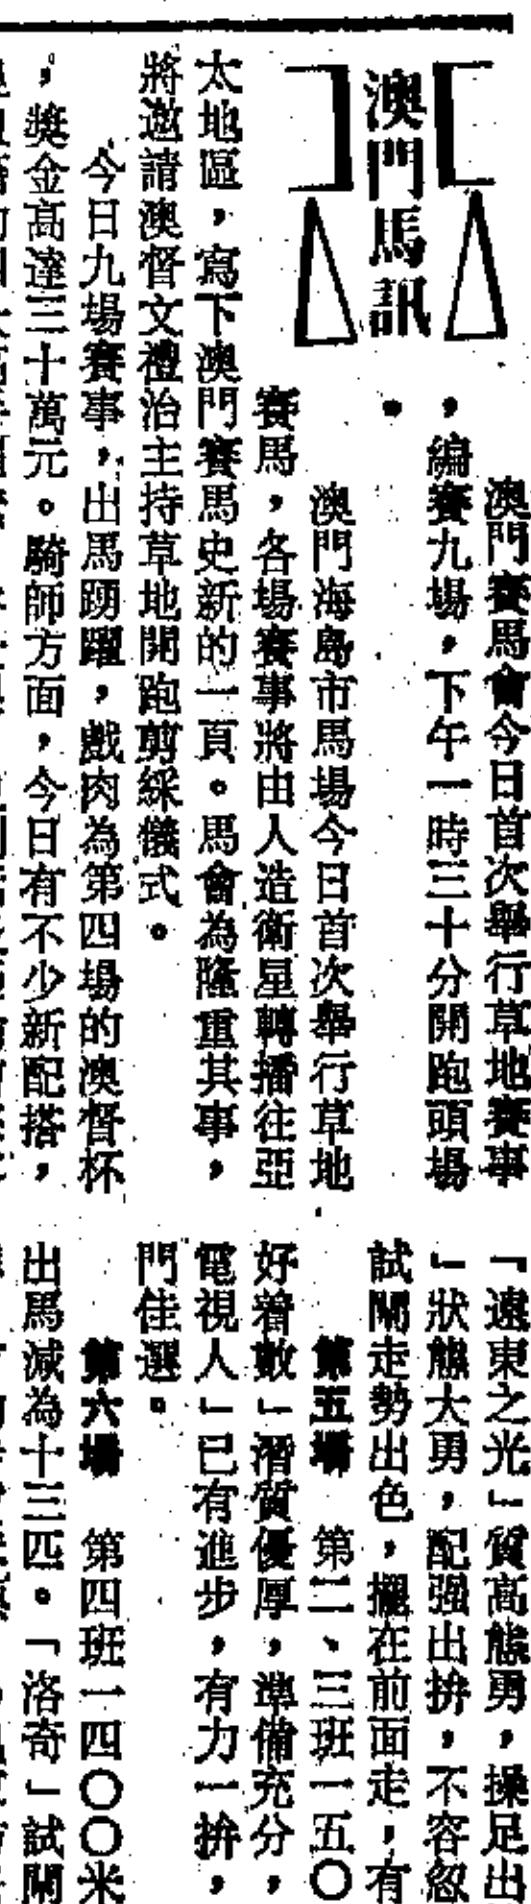 澳門馬訊
澳門賽馬會今日首次舉行草地賽事
，編賽九場，下午一時三十分開跑頭場
。
澳門海島市馬場今日首次舉行草地
賽馬，各場賽事將由人造衛星轉播往亞
太地區，寫下澳門賽馬史新的一頁。馬會為隆重其事，
將邀請澳督文禮治主持草地開跑剪綵儀式。
今日九場賽事，出馬踴躍，戲肉為第四場的澳督杯
，獎金高達三十萬元。騎師方面，今日有不少新配搭，
「遠東之光」質高態勇，操足出
」狀態大勇，配强出拚，不容忽
試閘走勢出色，擺在前面走，有
第五場　第二、三班一五〇
好着數」潛質優厚，準備充分，
電視人」已有進步，有力一拚，
門佳選。
第六場　第四班一四〇〇米
出馬減為十三匹。「洛奇」試閘